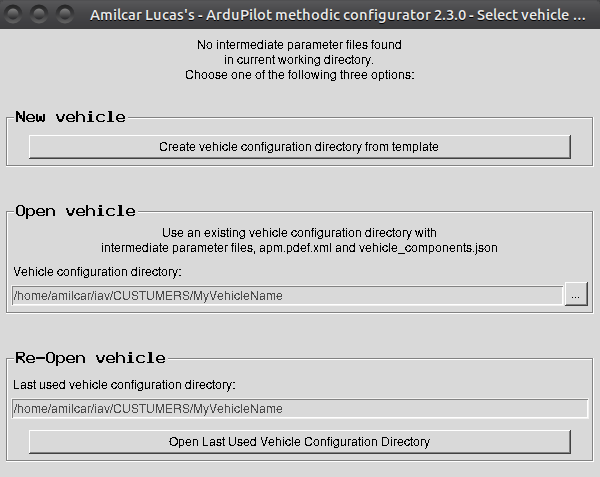 Amilcar Lucas's - ArduPilot methodic configurator 2.3.0 - Select vehicle ...
No intermediate parameter files found
in current working directory.
Choose one of the following three options:
New vehicle
Create vehicle configuration directory from template
Open vehicle
Use an existing vehicle configuration directory with
intermediate parameter files, apm.pdef.xml and vehicle_components.json
Vehicle configuration directory:
/home/amilcar/iav/CUSTUMERS/MyVehicleName
...
Re-Open vehicle
Last used vehicle configuration directory:
/home/amilcar/iav/CUSTUMERS/MyVehicleName
Open Last Used Vehicle Configuration Directory